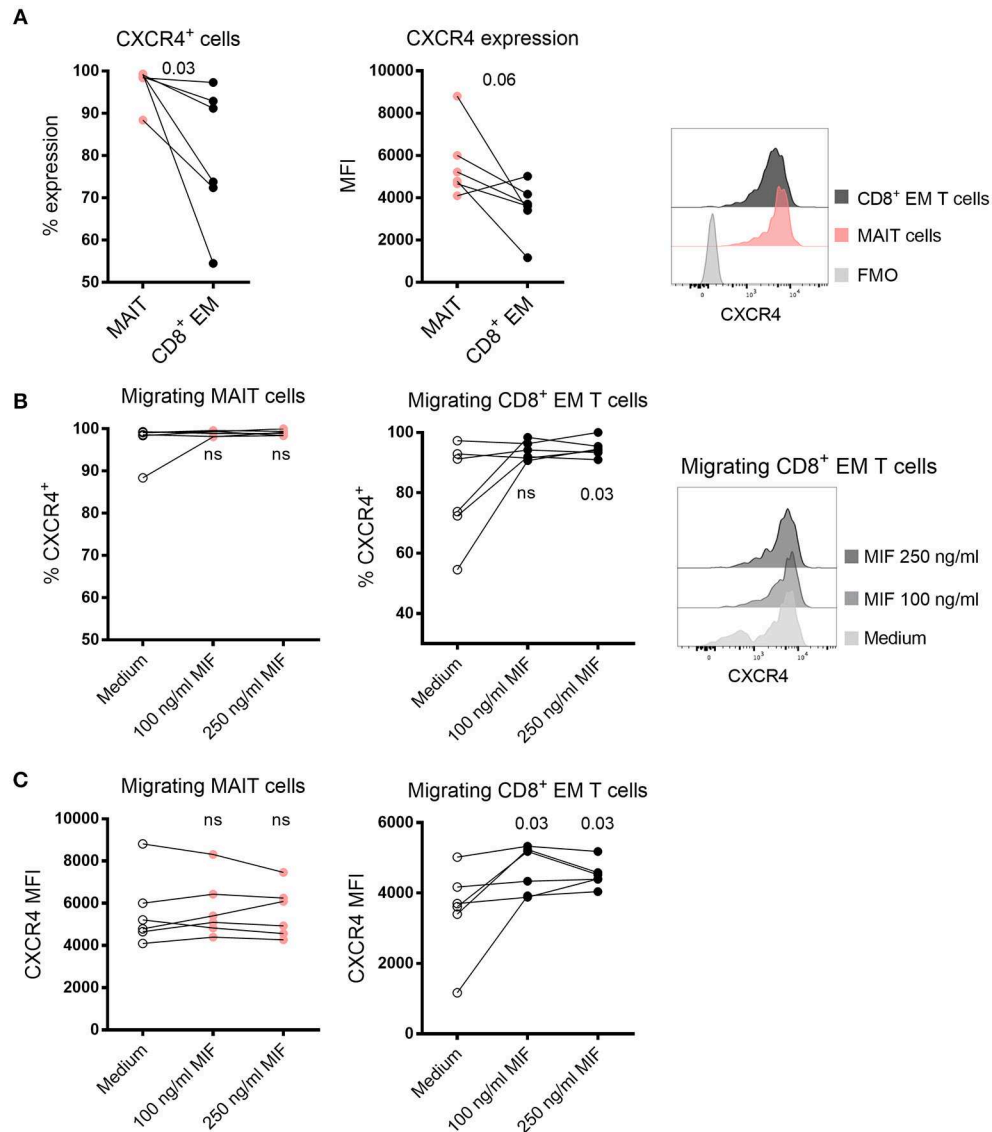 A
CXCR4⁺ cells
0.03
% expression
100
90
80
70
60
50
MAIT
CD8⁺ EM
CXCR4 expression
0.06
MFI
10000
8000
6000
4000
2000
0
MAIT
CD8⁺ EM
CD8⁺ EM T cells
MAIT cells
FMO
0 10³ 10⁴
CXCR4
B
Migrating MAIT cells
% CXCR4⁺
100
90
80
70
60
50
ns ns
Medium
100 ng/ml MIF
250 ng/ml MIF
Migrating CD8⁺ EM T cells
% CXCR4⁺
100
80
60
40
ns 0.03
Medium
100 ng/ml MIF
250 ng/ml MIF
Migrating CD8⁺ EM T cells
MIF 250 ng/ml
MIF 100 ng/ml
Medium
0 10³ 10⁴
CXCR4
C
Migrating MAIT cells
ns ns
CXCR4 MFI
10000
8000
6000
4000
2000
0
Medium
100 ng/ml MIF
250 ng/ml MIF
Migrating CD8⁺ EM T cells
0.03 0.03
CXCR4 MFI
6000
4000
2000
0
Medium
100 ng/ml MIF
250 ng/ml MIF